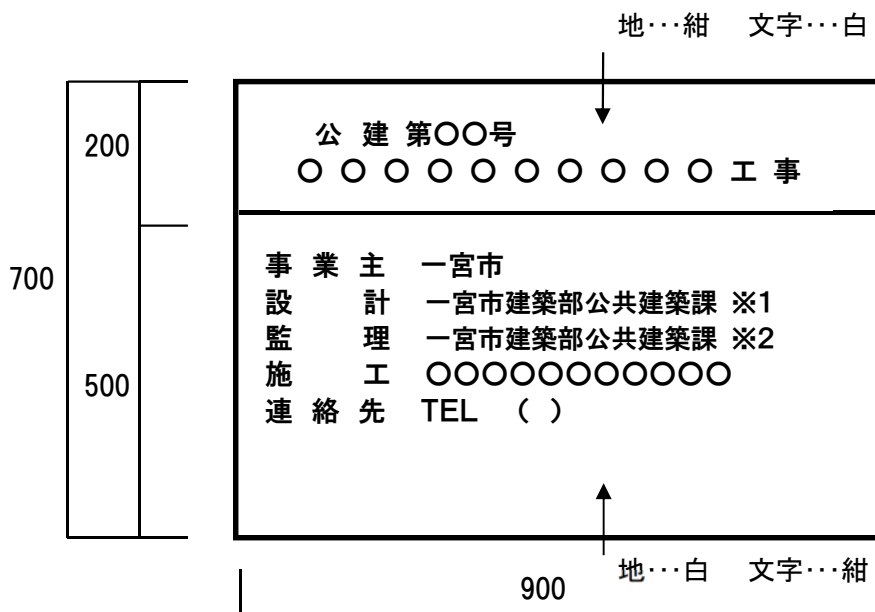 地…紺 文字…白
200
公 建 第〇〇号
〇 〇 〇 〇 〇 〇 〇 〇 〇 〇 工 事
700
事 業 主 一宮市
設 計 一宮市建築部公共建築課 ※1
監 理 一宮市建築部公共建築課 ※2
施 工 〇〇〇〇〇〇〇〇〇〇〇
500
連 絡 先 TEL ( )
地…白 文字…紺
900